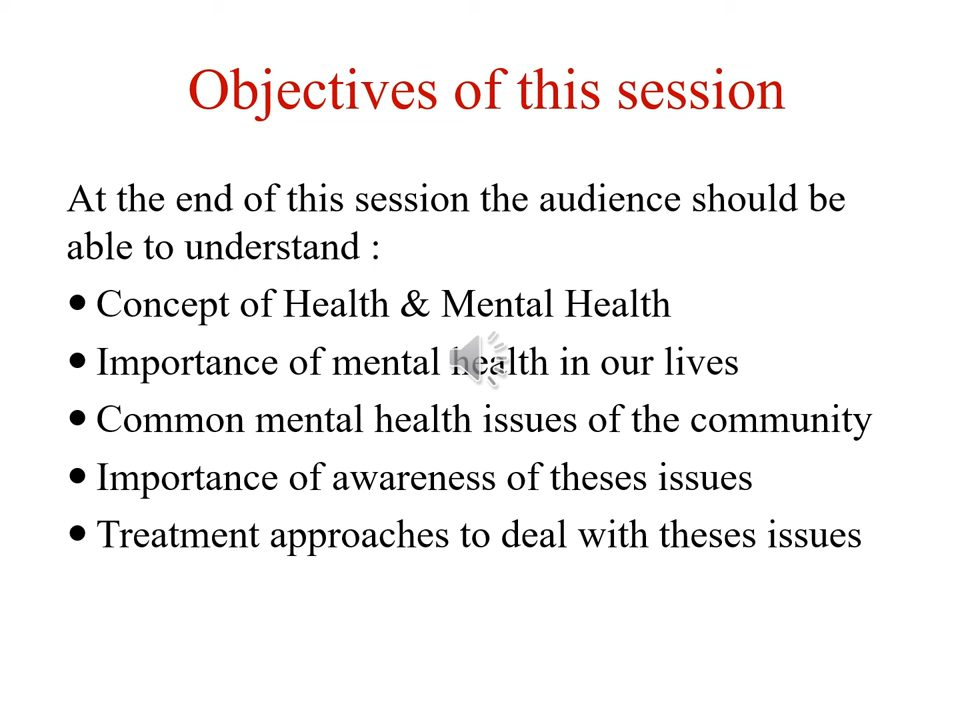 Objectives of this session
At the end of this session the audience should be
able to understand :
• Concept of Health & Mental Health
• Importance of mental health in our lives
• Common mental health issues of the community
• Importance of awareness of theses issues
• Treatment approaches to deal with theses issues